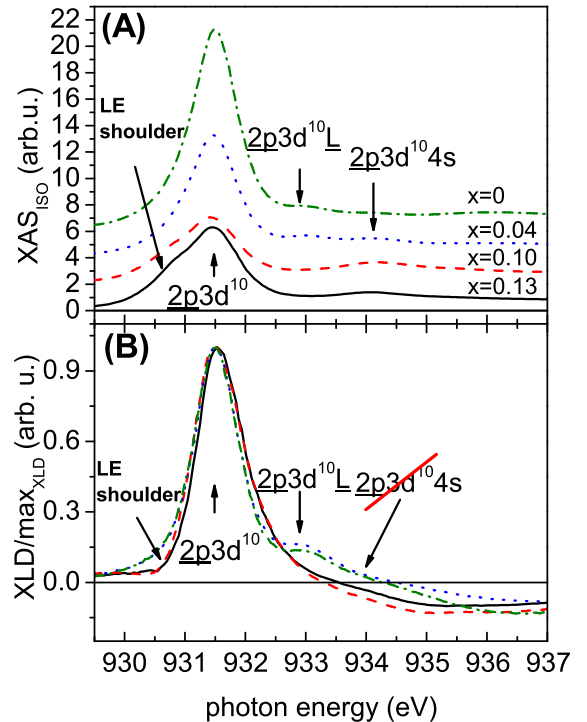 (A)
22
20
18
16
14
12
10
8
6
4
2
0
XAS_ISO (arb.u.)
LE
shoulder
2p3d¹⁰L
2p3d¹⁰4s
x=0
x=0.04
x=0.10
x=0.13
2p3d¹⁰
(B)
0.9
0.6
0.3
0.0
XLD/max_XLD (arb. u.)
LE
shoulder
2p3d¹⁰L 2p3d¹⁰4s
2p3d¹⁰
930 931 932 933 934 935 936 937
photon energy (eV)